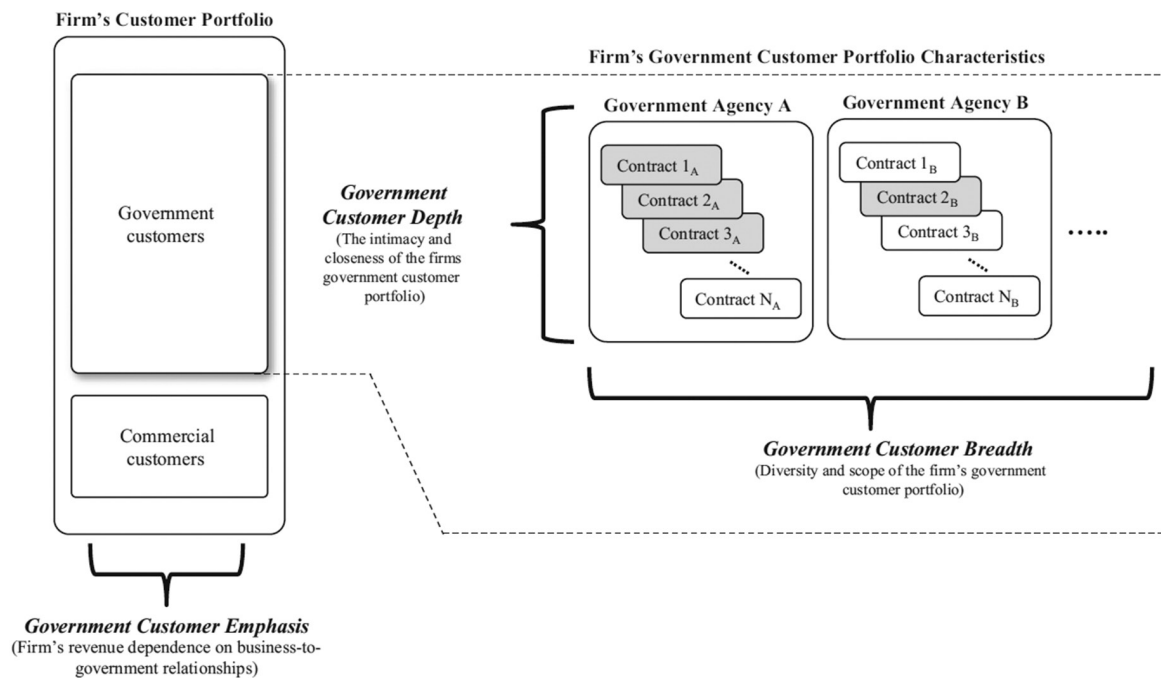 Firm's Customer Portfolio
Government
customers
Commercial
customers
Government Customer Emphasis
(Firm's revenue dependence on business-to-
government relationships)
Firm's Government Customer Portfolio Characteristics
Government
Customer Depth
(The intimacy and
closeness of the firms
government customer
portfolio)
Government Agency A
Contract 1A
Contract 2A
Contract 3A
Contract NA
Government Agency B
Contract 1B
Contract 2B
Contract 3B
Contract NB
.....
Government Customer Breadth
(Diversity and scope of the firm's government
customer portfolio)